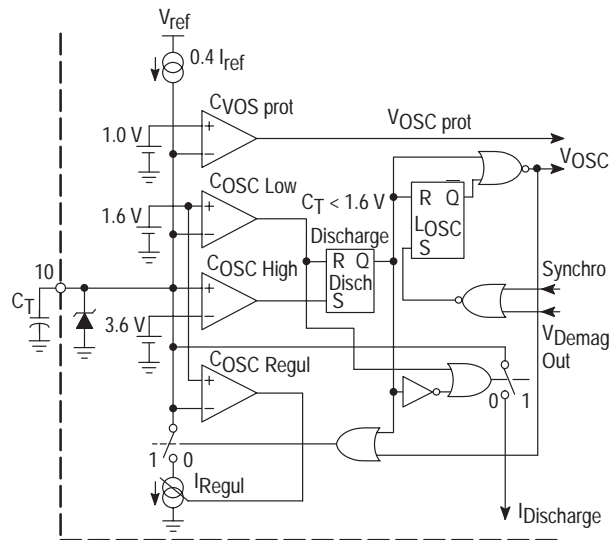 Vref
0.4 Iref
CVOS prot
1.0 V
VOSC prot
VOSC
COSC Low
1.6 V
CT < 1.6 V
R Q
LOSC
S
Discharge
10
CT
COSC High
R Q
Disch
S
Synchro
3.6 V
VDemag
Out
COSC Regul
0 1
1 0
IRegul
IDischarge